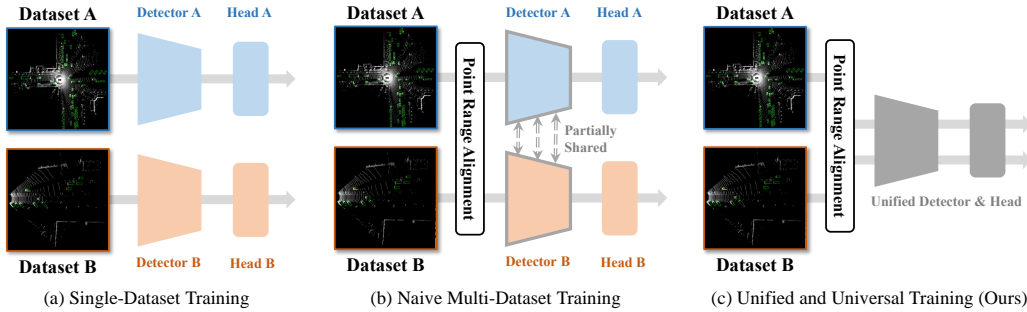 Dataset A
Detector A
Head A
Dataset B
Detector B
Head B
(a) Single-Dataset Training
Dataset A
Point Range Alignment
Detector A
Head A
Partially
Shared
Dataset B
Detector B
Head B
(b) Naive Multi-Dataset Training
Dataset A
Point Range Alignment
Unified Detector & Head
Dataset B
(c) Unified and Universal Training (Ours)